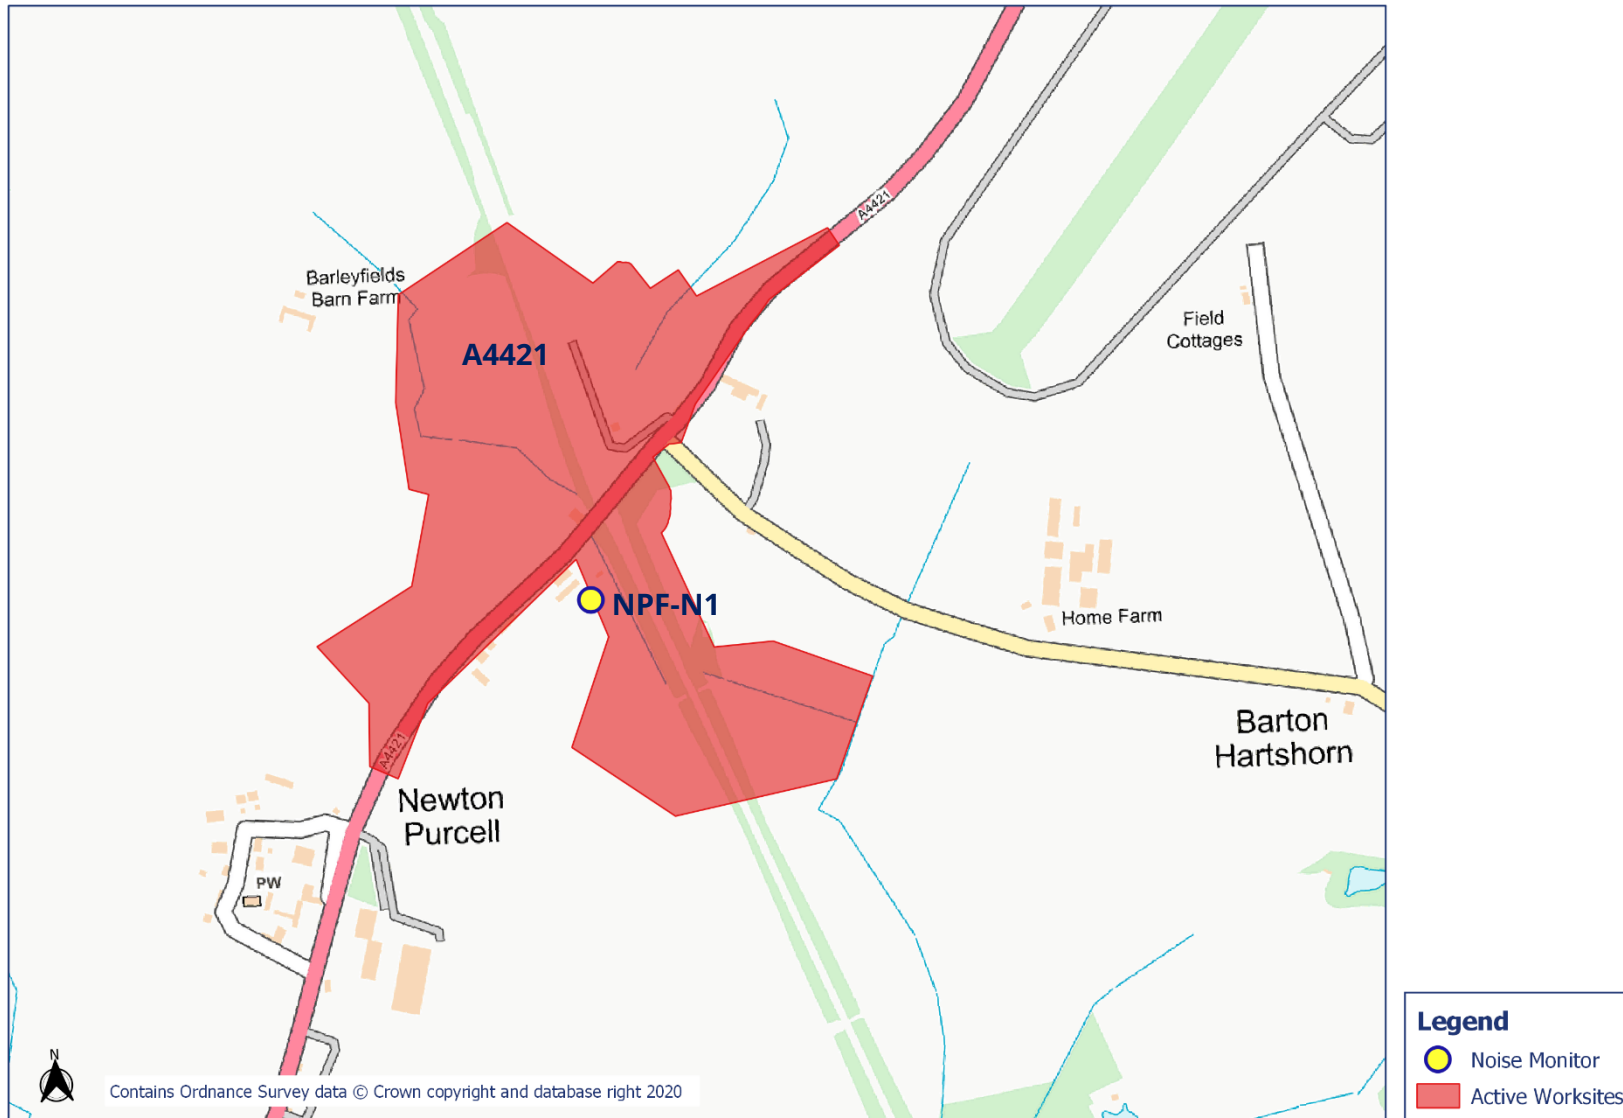 A4421
Barleyfields
Barn Farm
A4421
Field
Cottages
NPF-N1
Home Farm
Barton
Hartshorn
A4421
Newton
Purcell
PW
N
Contains Ordnance Survey data © Crown copyright and database right 2020
Legend
Noise Monitor
Active Worksites